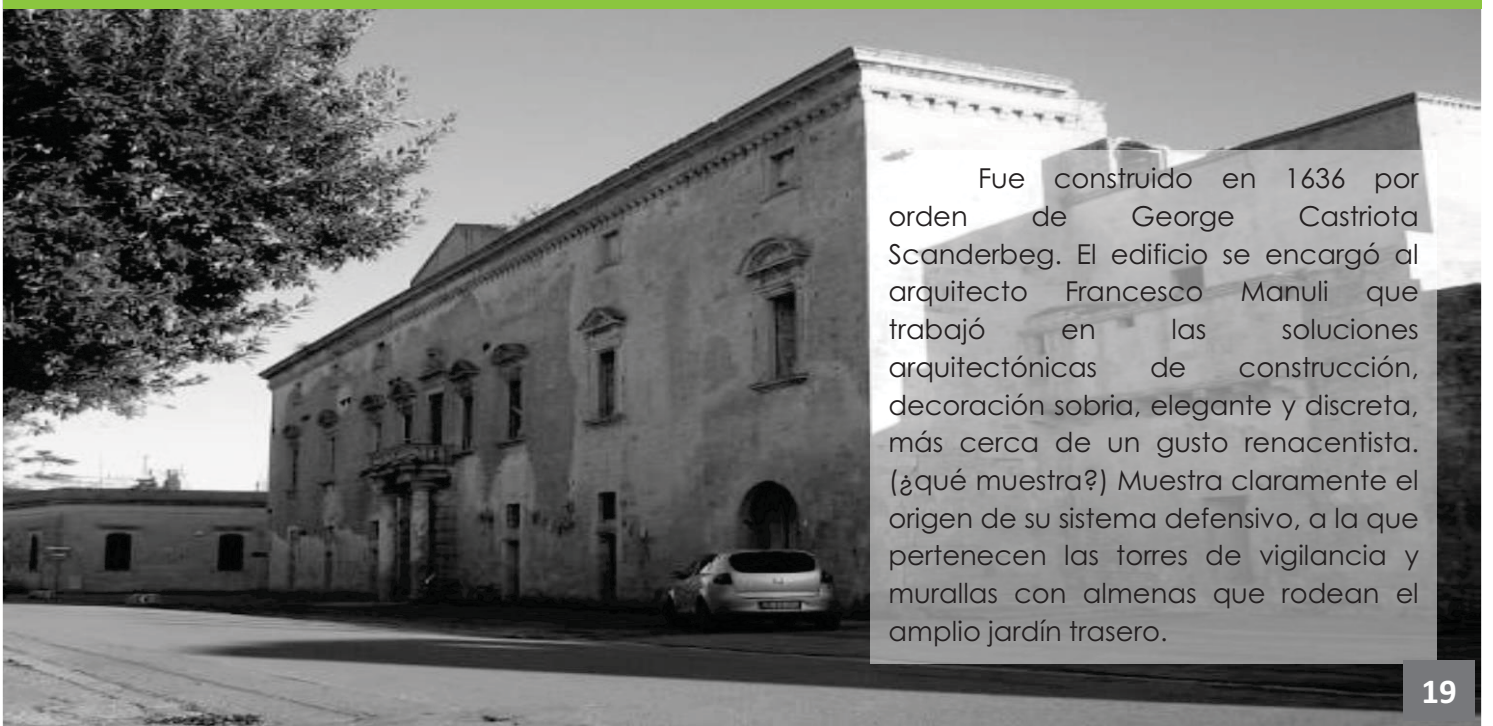 Fue construido en 1636 por
orden de George Castriota
Scanderbeg. El edificio se encargó al
arquitecto Francesco Manuli que
trabajó en las soluciones
arquitectónicas de construcción,
decoración sobria, elegante y discreta,
más cerca de un gusto renacentista.
(¿qué muestra?) Muestra claramente el
origen de su sistema defensivo, a la que
pertenecen las torres de vigilancia y
murallas con almenas que rodean el
amplio jardín trasero.
19